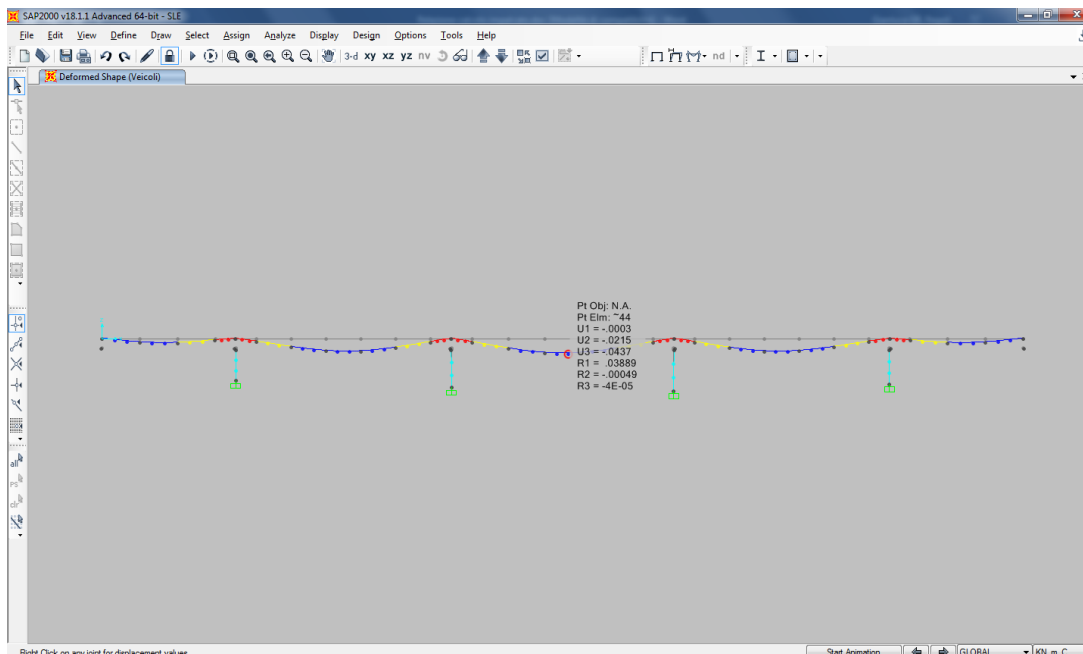 SAP2000 v18.1.1 Advanced 64-bit - SLE
File Edit View Define Draw Select Assign Analyze Display Design Options Tools Help
3-d xy xz yz nv nd
Deformed Shape (Veicoli)
Pt Obj: N.A.
Pt Elm: ~44
U1 = -.0003
U2 = -.0215
U3 = -.0437
R1 = .03889
R2 = -.00049
R3 = -4E-05
all
ps
clr
Right Click on any joint for displacement values
Start Animation GLOBAL KN, m, C